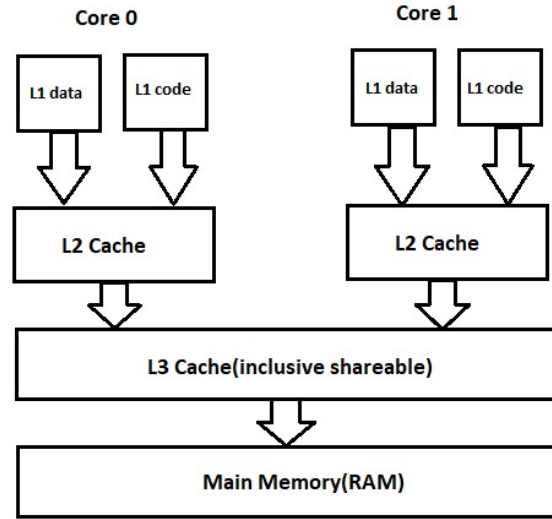 Core 0
Core 1
L1 data
L1 code
L1 data
L1 code
L2 Cache
L2 Cache
L3 Cache(inclusive shareable)
Main Memory(RAM)